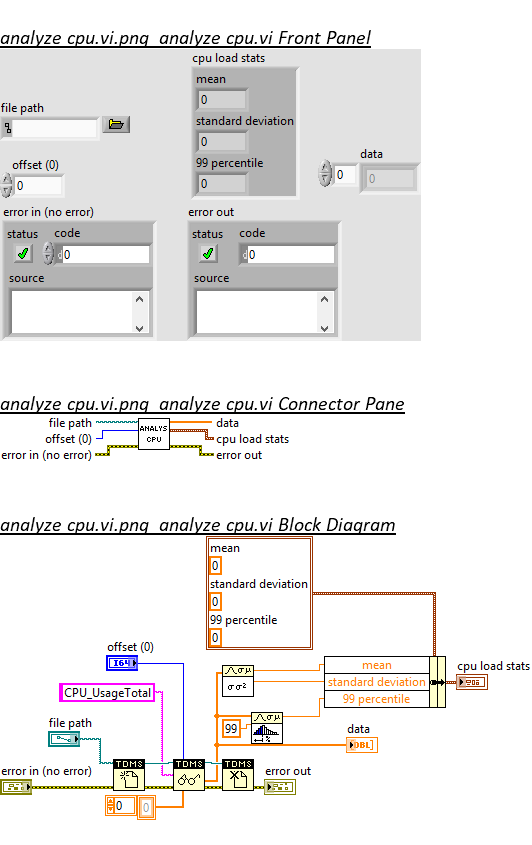 analyze cpu.vi.png analyze cpu.vi Front Panel
cpu load stats
mean
0
standard deviation
0
99 percentile
0
file path
offset (0)
0
data
0
0
error in (no error)
status
code
d0
source
error out
status
code
d0
source
analyze cpu.vi.png analyze cpu.vi Connector Pane
file path
offset (0)
error in (no error)
ANALYS
CPU
data
cpu load stats
error out
analyze cpu.vi.png analyze cpu.vi Block Diagram
mean
0
standard deviation
0
99 percentile
0
offset (0)
I64
CPU_UsageTotal
file path
error in (no error)
TDMS
TDMS
TDMS
0
0
σ μ
σ σ²
99
σ μ
%
mean
standard deviation
99 percentile
cpu load stats
data
DBL
error out